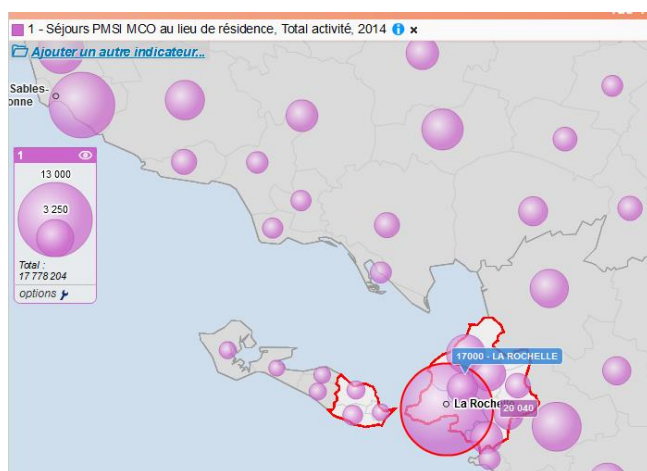 1 - Séjours PMSI MCO au lieu de résidence, Total activité, 2014
Ajouter un autre indicateur...
Sables-
onne
1
13 000
3 250
Total :
17 778 204
options
17000 - LA ROCHELLE
La Rochelle
20 040